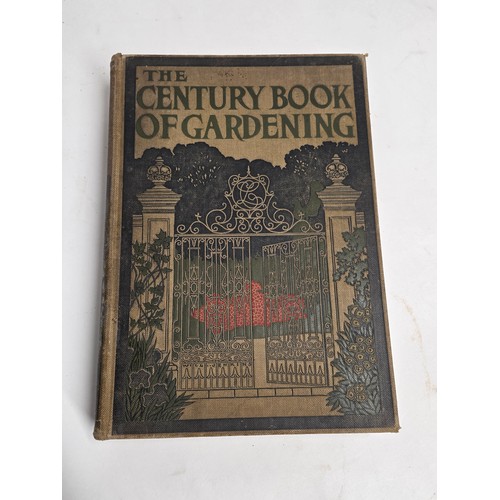 THE
CENTURY BOOK
OF GARDENING